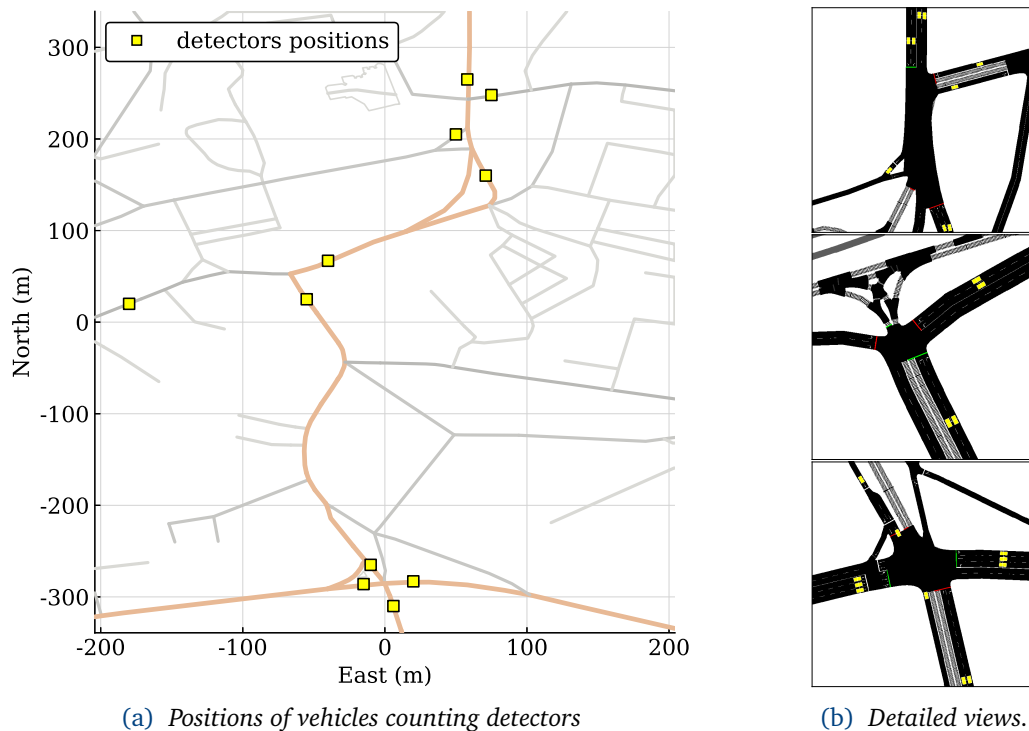 detectors positions
300
200
100
0
-100
-200
-300
North (m)
-200
-100
0
100
200
East (m)
(a) Positions of vehicles counting detectors
(b) Detailed views.